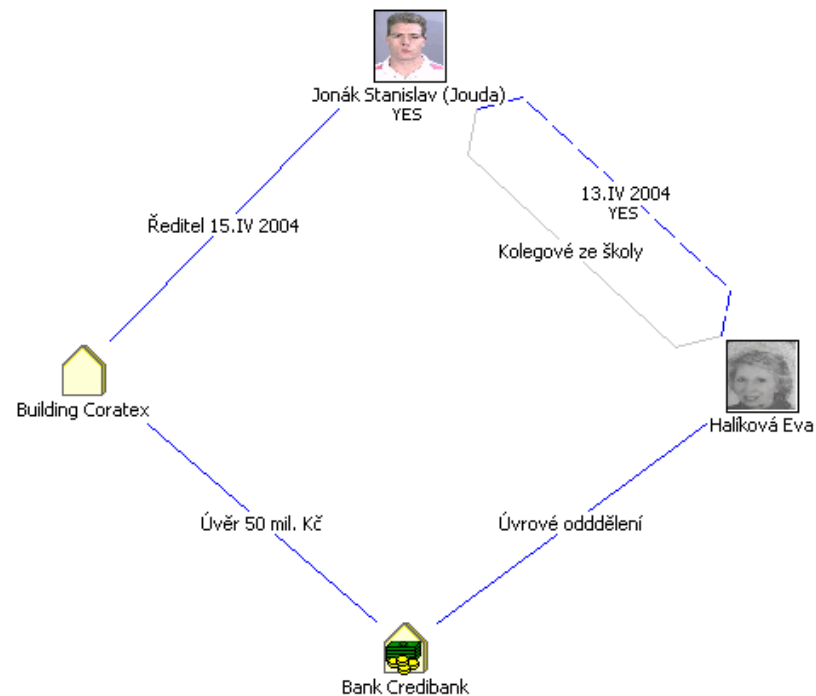 Jonák Stanislav (Jouda)
YES
13.IV 2004
YES
Ředitel 15.IV 2004
Kolegové ze školy
Building Coratex
Halíková Eva
Úvěr 50 mil. Kč
Úvrové odddělení
Bank Credibank